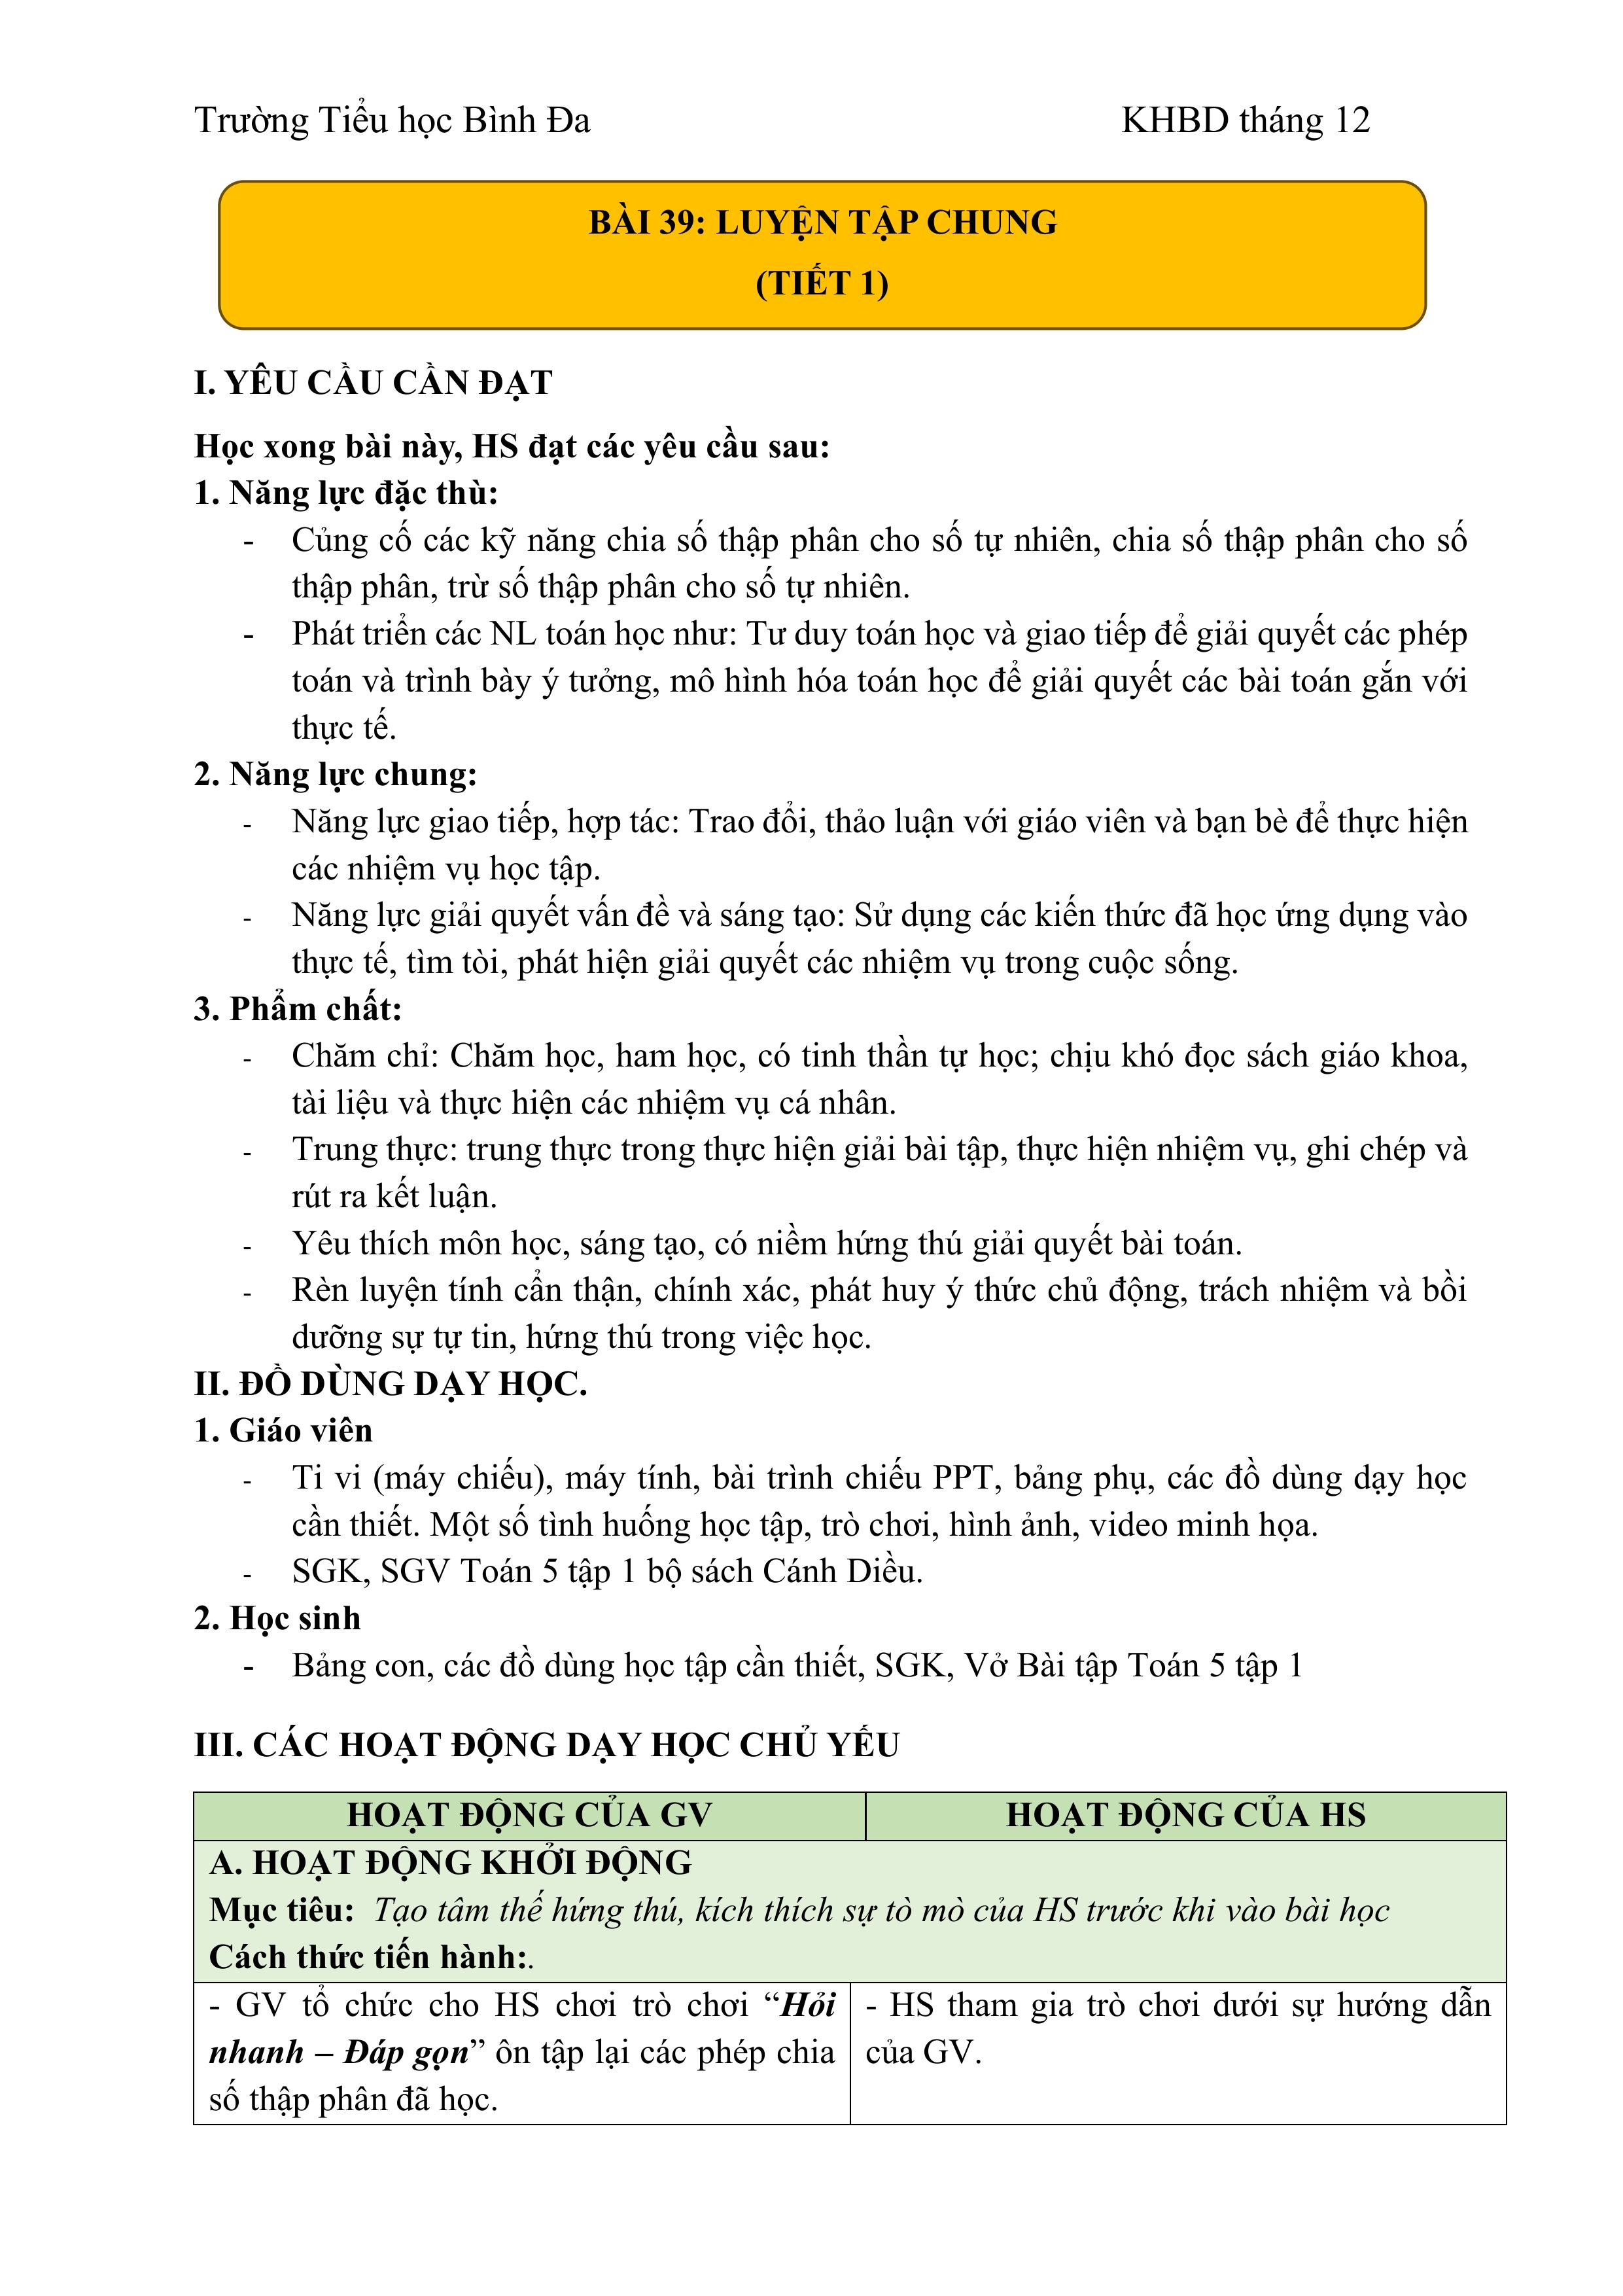 Trường Tiểu học Bình Đa KHBD tháng 12
BÀI 39: LUYỆN TẬP CHUNG
(TIẾT 1)
I. YÊU CẦU CẦN ĐẠT
Học xong bài này, HS đạt các yêu cầu sau:
1. Năng lực đặc thù:
- Củng cố các kỹ năng chia số thập phân cho số tự nhiên, chia số thập phân cho số
thập phân, trừ số thập phân cho số tự nhiên.
- Phát triển các NL toán học như: Tư duy toán học và giao tiếp để giải quyết các phép
toán và trình bày ý tưởng, mô hình hóa toán học để giải quyết các bài toán gắn với
thực tế.
2. Năng lực chung:
- Năng lực giao tiếp, hợp tác: Trao đổi, thảo luận với giáo viên và bạn bè để thực hiện
các nhiệm vụ học tập.
- Năng lực giải quyết vấn đề và sáng tạo: Sử dụng các kiến thức đã học ứng dụng vào
thực tế, tìm tòi, phát hiện giải quyết các nhiệm vụ trong cuộc sống.
3. Phẩm chất:
- Chăm chỉ: Chăm học, ham học, có tinh thần tự học; chịu khó đọc sách giáo khoa,
tài liệu và thực hiện các nhiệm vụ cá nhân.
- Trung thực: trung thực trong thực hiện giải bài tập, thực hiện nhiệm vụ, ghi chép và
rút ra kết luận.
- Yêu thích môn học, sáng tạo, có niềm hứng thú giải quyết bài toán.
- Rèn luyện tính cẩn thận, chính xác, phát huy ý thức chủ động, trách nhiệm và bồi
dưỡng sự tự tin, hứng thú trong việc học.
II. ĐỒ DÙNG DẠY HỌC.
1. Giáo viên
- Ti vi (máy chiếu), máy tính, bài trình chiếu PPT, bảng phụ, các đồ dùng dạy học
cần thiết. Một số tình huống học tập, trò chơi, hình ảnh, video minh họa.
- SGK, SGV Toán 5 tập 1 bộ sách Cánh Diều.
2. Học sinh
- Bảng con, các đồ dùng học tập cần thiết, SGK, Vở Bài tập Toán 5 tập 1
III. CÁC HOẠT ĐỘNG DẠY HỌC CHỦ YẾU
HOẠT ĐỘNG CỦA GV HOẠT ĐỘNG CỦA HS
A. HOẠT ĐỘNG KHỞI ĐỘNG
Mục tiêu: Tạo tâm thế hứng thú, kích thích sự tò mò của HS trước khi vào bài học
Cách thức tiến hành:.
- GV tổ chức cho HS chơi trò chơi “Hỏi
nhanh – Đáp gọn” ôn tập lại các phép chia
số thập phân đã học.
- HS tham gia trò chơi dưới sự hướng dẫn
của GV.